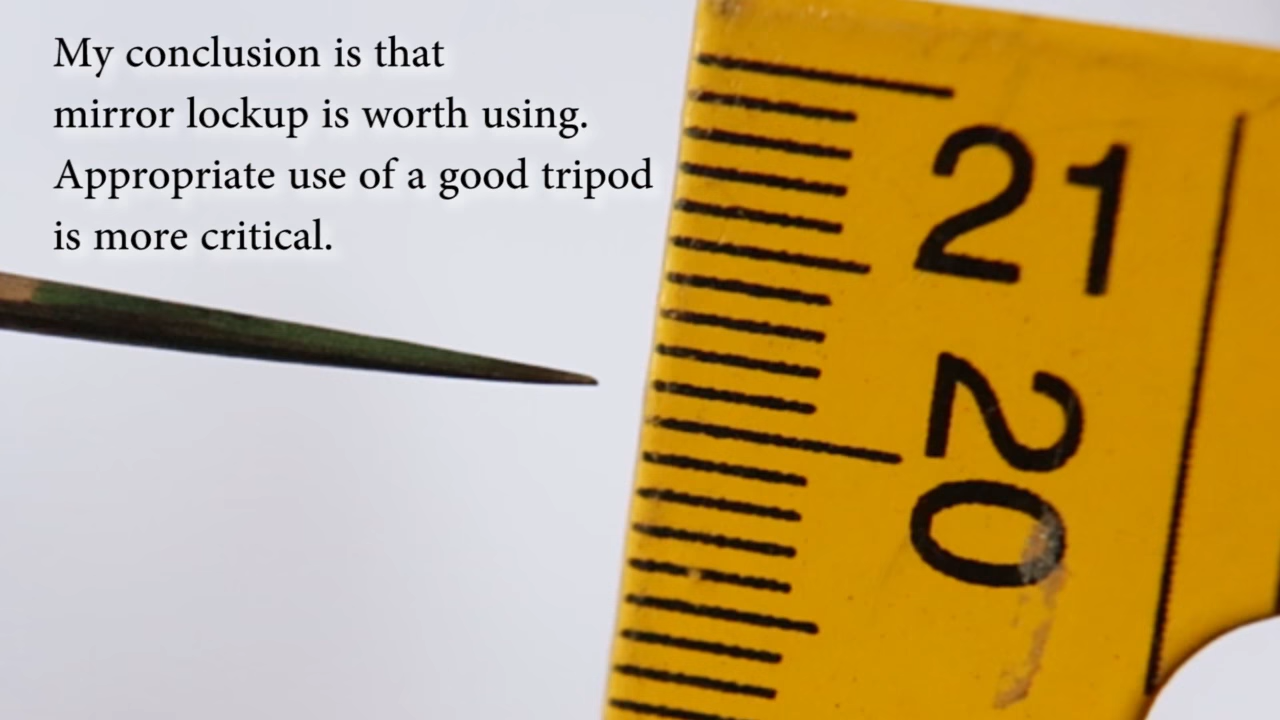 My conclusion is that
mirror lockup is worth using.
Appropriate use of a good tripod
is more critical.
21
20